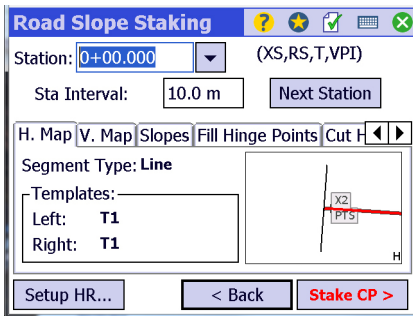 Road Slope Staking ?
Station: 0+00.000 (XS,RS,T,VPI)
Sta Interval: 10.0 m Next Station
H. Map V. Map Slopes Fill Hinge Points Cut H
Segment Type: Line
Templates:
Left: T1
Right: T1
X2
PTS
H
Setup HR... < Back Stake CP >